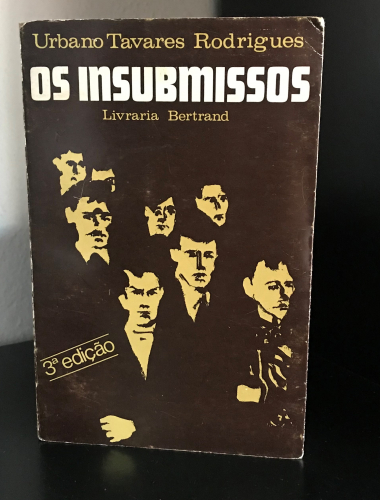 Urbano Tavares Rodrigues
OS INSUBMISSOS
Livraria Bertrand
3ª edição